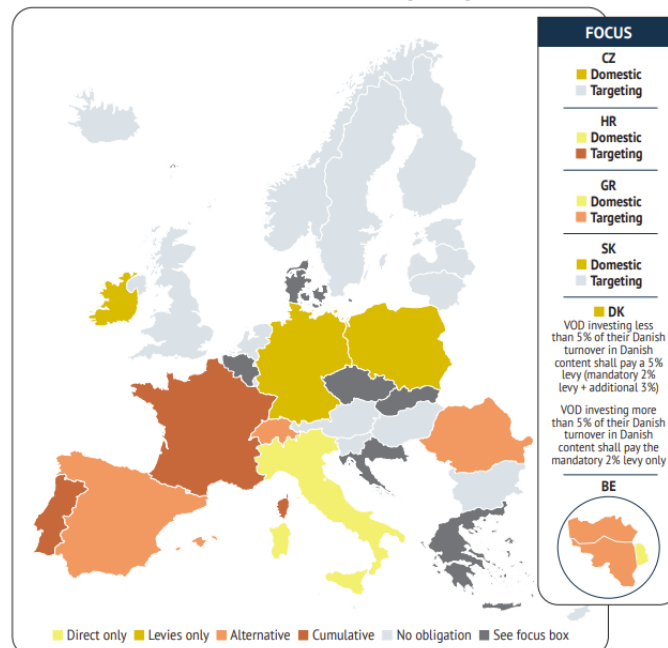 FOCUS
CZ
Domestic
Targeting
HR
Domestic
Targeting
GR
Domestic
Targeting
SK
Domestic
Targeting
DK
VOD investing less
than 5% of their Danish
turnover in Danish
content shall pay a 5%
levy (mandatory 2%
levy + additional 3%)
VOD investing more
than 5% of their Danish
turnover in Danish
content shall pay the
mandatory 2% levy only
BE
Direct only Levies only Alternative Cumulative No obligation See focus box